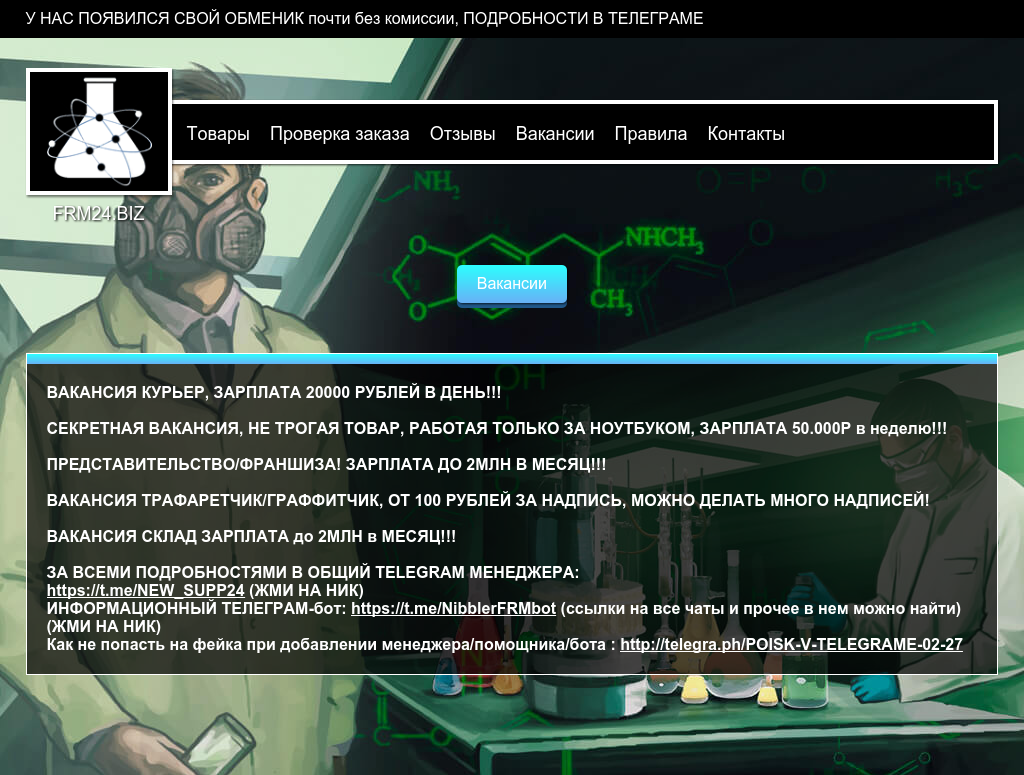 У НАС ПОЯВИЛСЯ СВОЙ ОБМЕНИК почти без комиссии, ПОДРОБНОСТИ В ТЕЛЕГРАМЕ
Товары Проверка заказа Отзывы Вакансии Правила Контакты
FRM24.BIZ
NH₂
O=P O
H₃C
O
NHCH₃
CH₃
O
Вакансии
OH
ВАКАНСИЯ КУРЬЕР, ЗАРПЛАТА 20000 РУБЛЕЙ В ДЕНЬ!!!
СЕКРЕТНАЯ ВАКАНСИЯ, НЕ ТРОГАЯ ТОВАР, РАБОТАЯ ТОЛЬКО ЗА НОУТБУКОМ, ЗАРПЛАТА 50.000Р в неделю!!!
ПРЕДСТАВИТЕЛЬСТВО/ФРАНШИЗА! ЗАРПЛАТА ДО 2МЛН В МЕСЯЦ!!!
ВАКАНСИЯ ТРАФАРЕТЧИК/ГРАФФИТЧИК, ОТ 100 РУБЛЕЙ ЗА НАДПИСЬ, МОЖНО ДЕЛАТЬ МНОГО НАДПИСЕЙ!
ВАКАНСИЯ СКЛАД ЗАРПЛАТА до 2МЛН в МЕСЯЦ!!!
ЗА ВСЕМИ ПОДРОБНОСТЯМИ В ОБЩИЙ TELEGRAM МЕНЕДЖЕРА:
https://t.me/NEW_SUPP24 (ЖМИ НА НИК)
ИНФОРМАЦИОННЫЙ ТЕЛЕГРАМ-бот: https://t.me/NibblerFRMbot (ссылки на все чаты и прочее в нем можно найти)
(ЖМИ НА НИК)
Как не попасть на фейка при добавлении менеджера/помощника/бота : http://telegra.ph/POISK-V-TELEGRAME-02-27